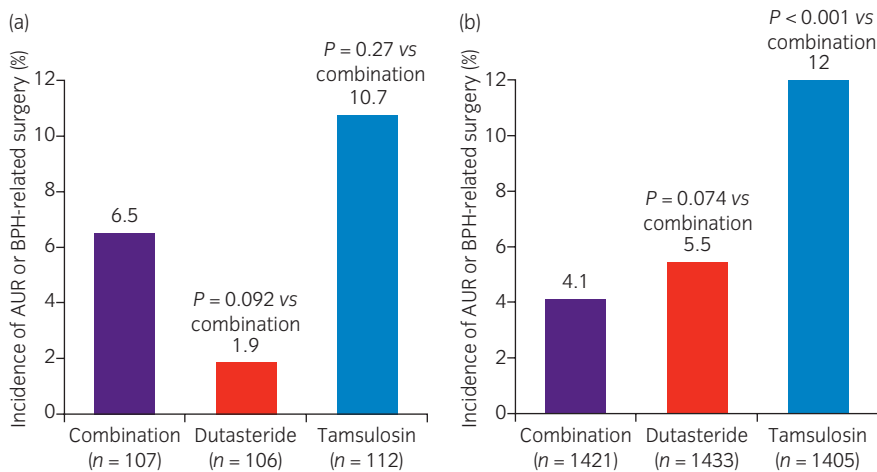 (a)
Incidence of AUR or BPH-related surgery (%)
12
10
8
6
4
2
0
6.5
P = 0.092 vs
combination
1.9
P = 0.27 vs
combination
10.7
Combination
(n = 107)
Dutasteride
(n = 106)
Tamsulosin
(n = 112)
(b)
Incidence of AUR or BPH-related surgery (%)
12
10
8
6
4
2
0
4.1
P = 0.074 vs
combination
5.5
P < 0.001 vs
combination
12
Combination
(n = 1421)
Dutasteride
(n = 1433)
Tamsulosin
(n = 1405)